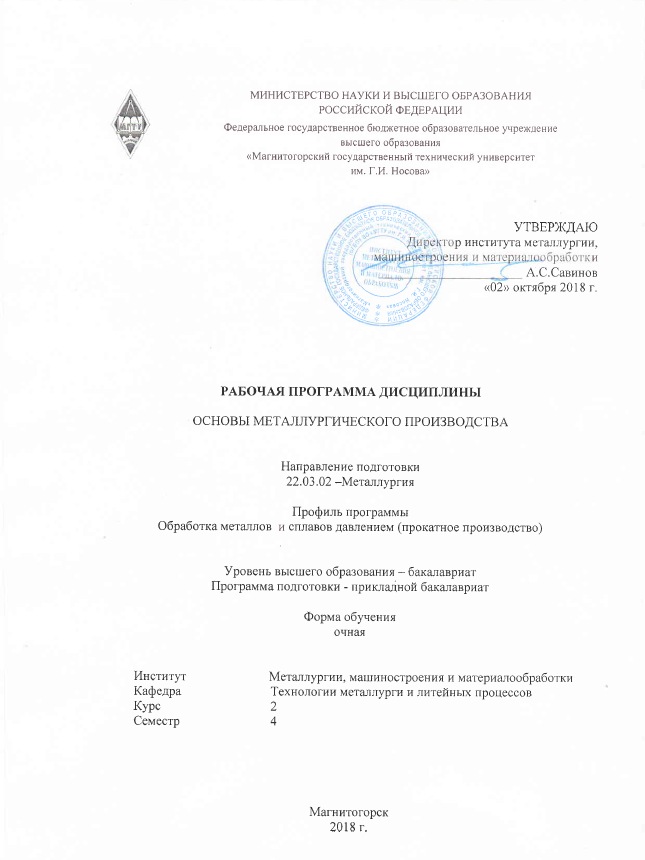 МИНИСТЕРСТВО НАУКИ И ВЫСШЕГО ОБРАЗОВАНИЯ
РОССИЙСКОЙ ФЕДЕРАЦИИ
Федеральное государственное бюджетное образовательное учреждение
высшего образования
«Магнитогорский государственный технический университет
им. Г.И. Носова»
МГТУ
УТВЕРЖДАЮ
Директор института металлургии,
машиностроения и материалообработки
А.С.Савинов
«02» октября 2018 г.
РАБОЧАЯ ПРОГРАММА ДИСЦИПЛИНЫ
ОСНОВЫ МЕТАЛЛУРГИЧЕСКОГО ПРОИЗВОДСТВА
Направление подготовки
22.03.02 –Металлургия
Профиль программы
Обработка металлов и сплавов давлением (прокатное производство)
Уровень высшего образования – бакалавриат
Программа подготовки - прикладной бакалавриат
Форма обучения
очная
Институт Металлургии, машиностроения и материалообработки
Кафедра Технологии металлурги и литейных процессов
Курс 2
Семестр 4
Магнитогорск
2018 г.